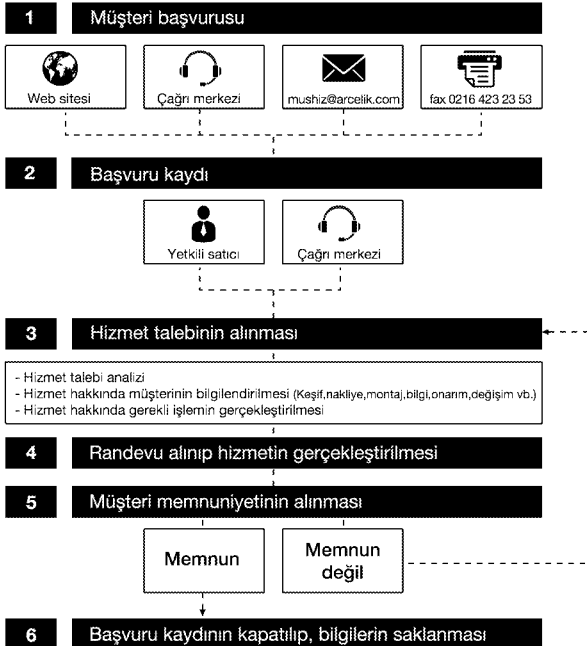 1 Müşteri başvurusu
Web sitesi
Çağrı merkezi
mushiz@arcelik.com
fax 0216 423 23 53
2 Başvuru kaydı
Yetkili satıcı
Çağrı merkezi
3 Hizmet talebinin alınması
- Hizmet talebi analizi
- Hizmet hakkında müşterinin bilgilendirilmesi (Keşif,nakliye,montaj,bilgi,onarım,değişim vb.)
- Hizmet hakkında gerekli işlemin gerçekleştirilmesi
4 Randevu alınıp hizmetin gerçekleştirilmesi
5 Müşteri memnuniyetinin alınması
Memnun
Memnun
değil
6 Başvuru kaydının kapatılıp, bilgilerin saklanması